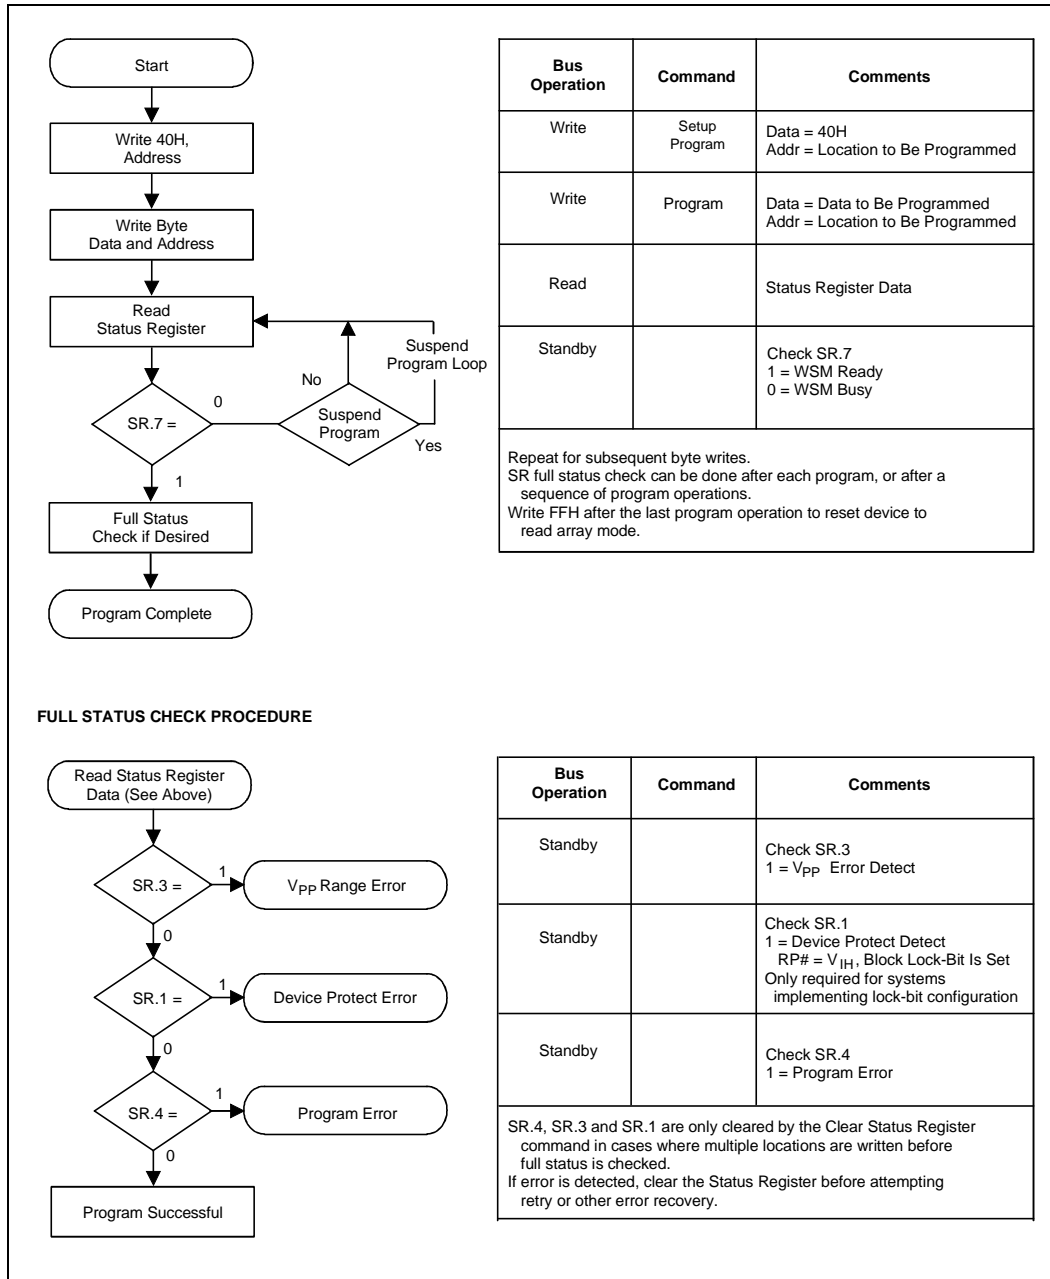 Start
Write 40H,
Address
Write Byte
Data and Address
Read
Status Register
SR.7 =
0
1
No
Suspend
Program
Yes
Suspend
Program Loop
Full Status
Check if Desired
Program Complete
Bus
Operation
Command
Comments
Write
Setup
Program
Data = 40H
Addr = Location to Be Programmed
Write
Program
Data = Data to Be Programmed
Addr = Location to Be Programmed
Read
Status Register Data
Standby
Check SR.7
1 = WSM Ready
0 = WSM Busy
Repeat for subsequent byte writes.
SR full status check can be done after each program, or after a
sequence of program operations.
Write FFH after the last program operation to reset device to
read array mode.
FULL STATUS CHECK PROCEDURE
Read Status Register
Data (See Above)
SR.3 =
1
VPP Range Error
0
SR.1 =
1
Device Protect Error
0
SR.4 =
1
Program Error
0
Program Successful
Bus
Operation
Command
Comments
Standby
Check SR.3
1 = VPP Error Detect
Standby
Check SR.1
1 = Device Protect Detect
RP# = VIH, Block Lock-Bit Is Set
Only required for systems
implementing lock-bit configuration
Standby
Check SR.4
1 = Program Error
SR.4, SR.3 and SR.1 are only cleared by the Clear Status Register
command in cases where multiple locations are written before
full status is checked.
If error is detected, clear the Status Register before attempting
retry or other error recovery.